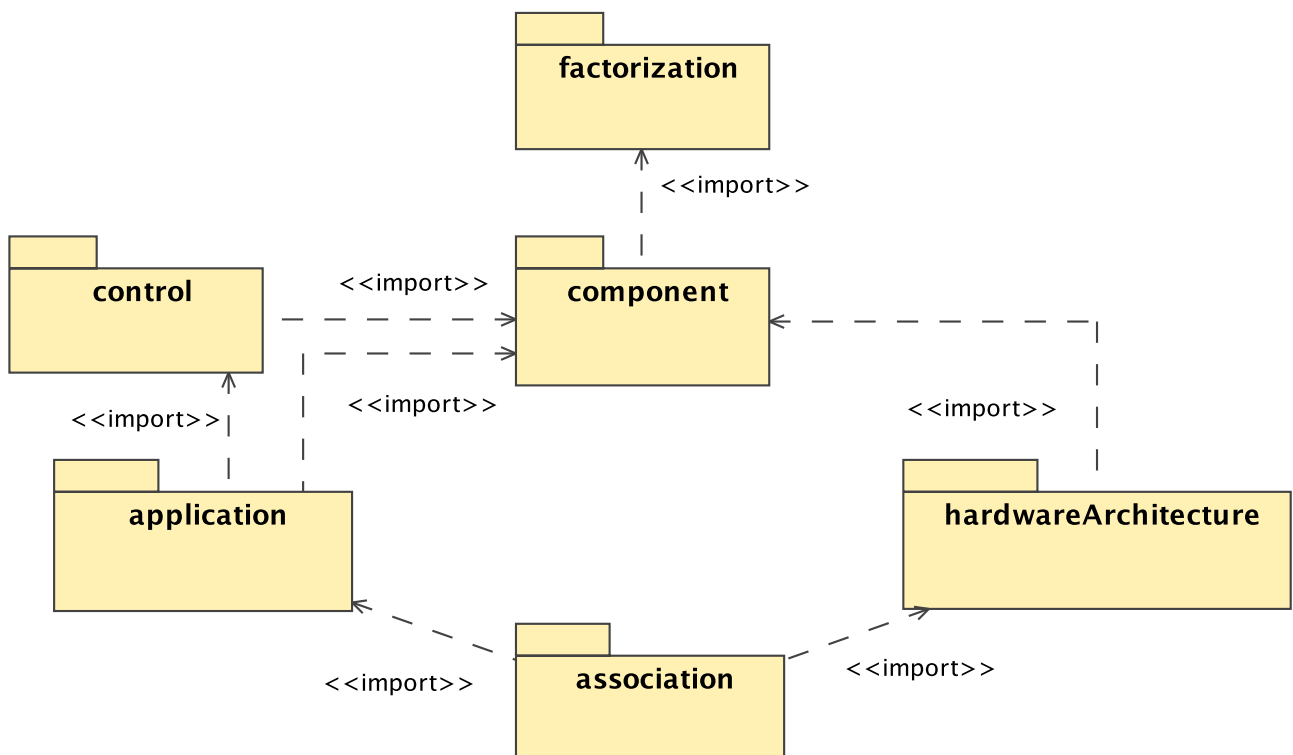 factorization
<<import>>
control
<<import>>
component
<<import>>
<<import>>
<<import>>
application
hardwareArchitecture
<<import>>
association
<<import>>